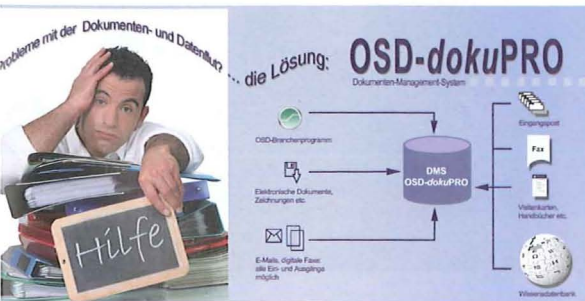 Probleme mit der Dokumenten- und Datenflut?
... die Lösung:
OSD-dokuPRO
Dokumenten-Management-System
Hilfe
OSD-Branchenprogramm
Elektronische Dokumente,
Zeichnungen etc.
E-Mails, digitale Faxe:
alle Ein- und Ausgänge
möglich
DMS
OSD-dokuPRO
Eingangspost
Fax
Visitenkarten,
Handbücher etc.
Wissensdatenbank